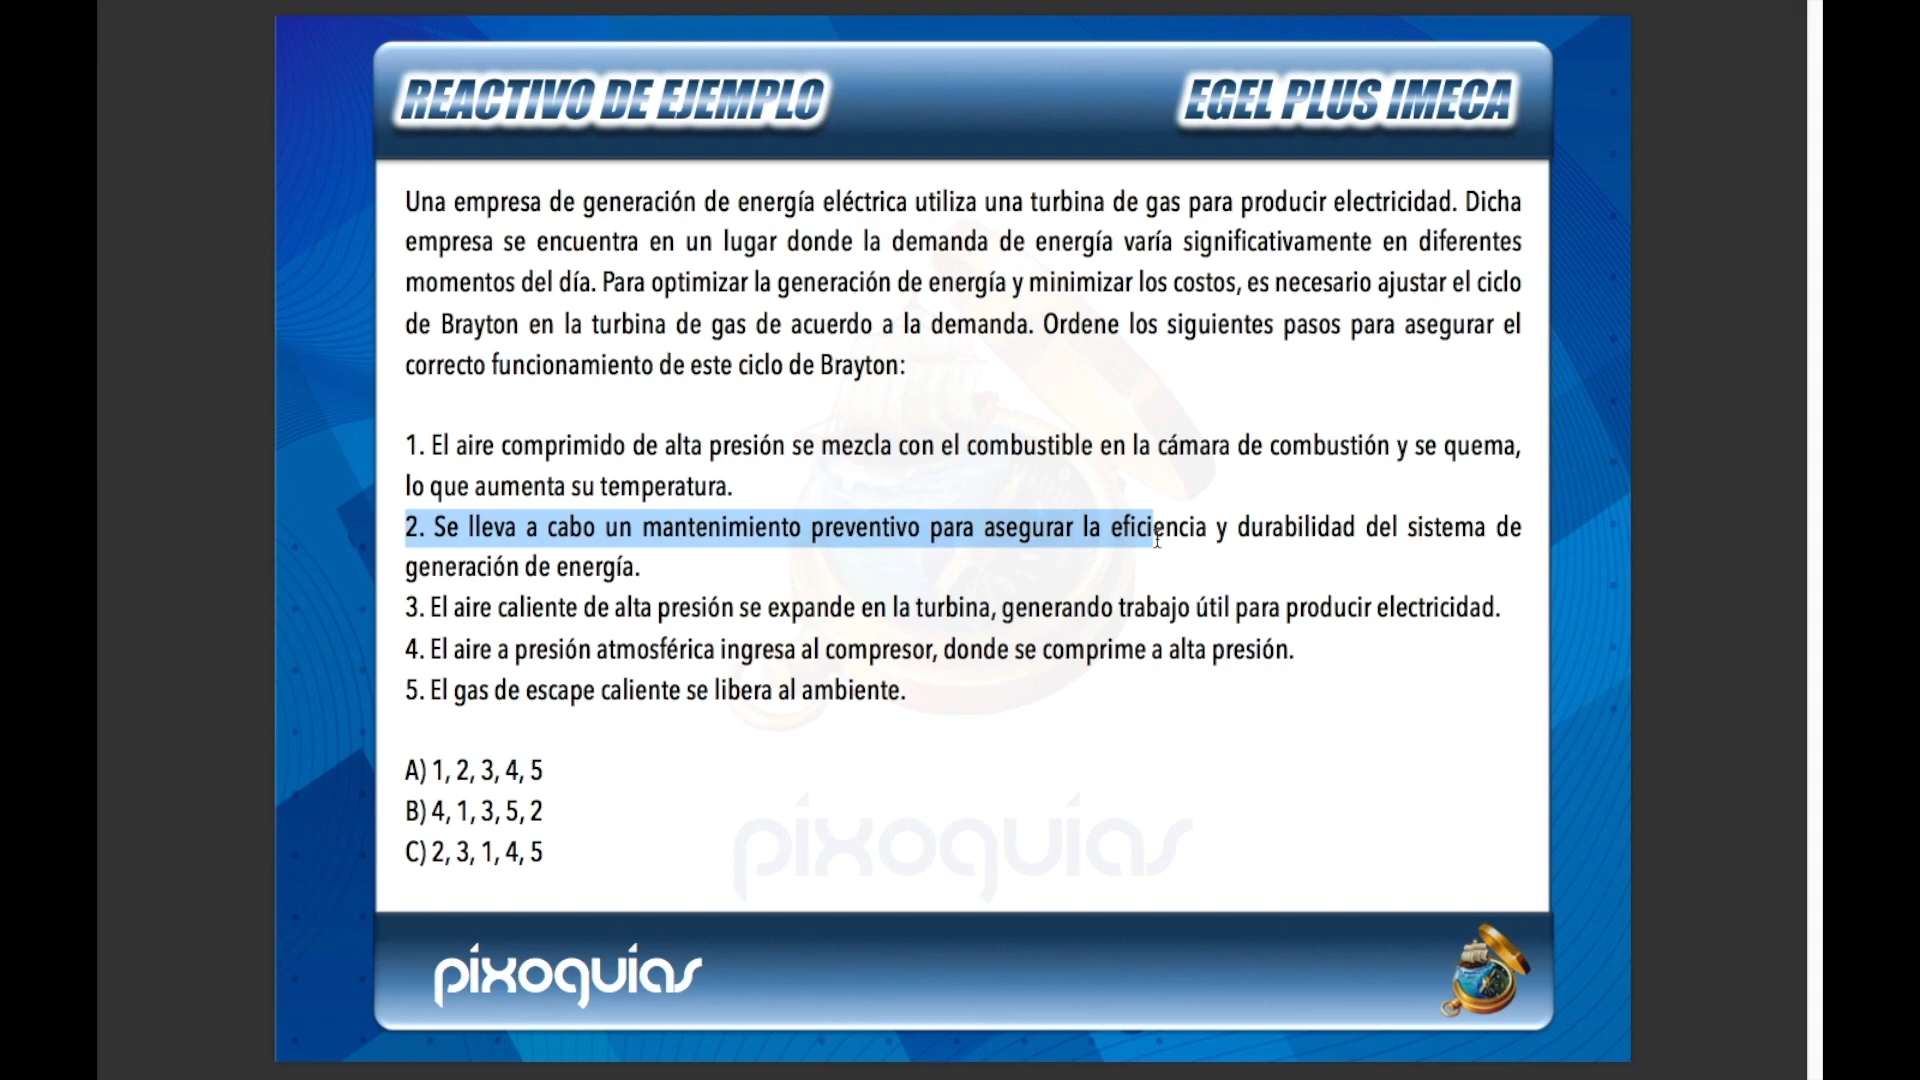 REACTIVO DE EJEMPLO
EGEL PLUS IMECA
Una empresa de generación de energía eléctrica utiliza una turbina de gas para producir electricidad. Dicha
empresa se encuentra en un lugar donde la demanda de energía varía significativamente en diferentes
momentos del día. Para optimizar la generación de energía y minimizar los costos, es necesario ajustar el ciclo
de Brayton en la turbina de gas de acuerdo a la demanda. Ordene los siguientes pasos para asegurar el
correcto funcionamiento de este ciclo de Brayton:
1. El aire comprimido de alta presión se mezcla con el combustible en la cámara de combustión y se quema,
lo que aumenta su temperatura.
2. Se lleva a cabo un mantenimiento preventivo para asegurar la eficiencia y durabilidad del sistema de
generación de energía.
3. El aire caliente de alta presión se expande en la turbina, generando trabajo útil para producir electricidad.
4. El aire a presión atmosférica ingresa al compresor, donde se comprime a alta presión.
5. El gas de escape caliente se libera al ambiente.
A) 1, 2, 3, 4, 5
B) 4, 1, 3, 5, 2
C) 2, 3, 1, 4, 5
pixoguías
pixoguías